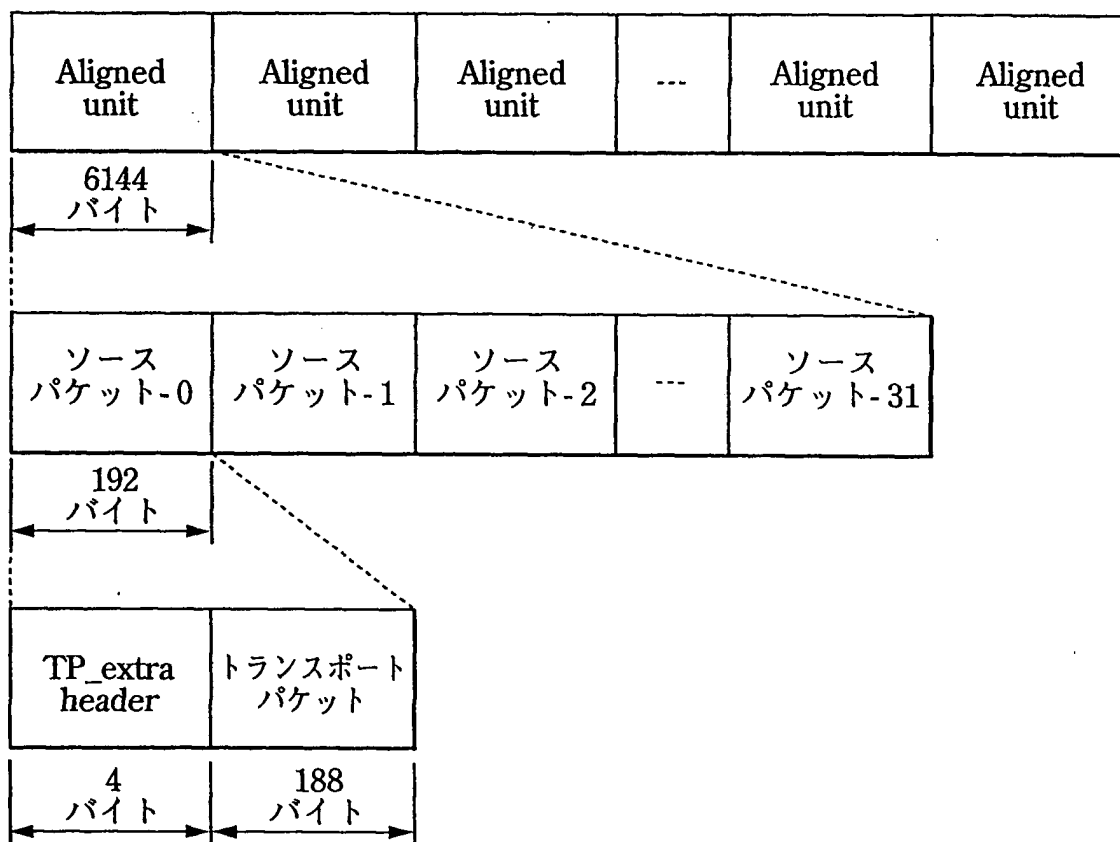 Aligned
unit
Aligned
unit
Aligned
unit
---
Aligned
unit
Aligned
unit
6144
バイト
ソース
パケット-0
ソース
パケット-1
ソース
パケット-2
---
ソース
パケット-31
192
バイト
TP_extra
header
トランスポート
パケット
4
バイト
188
バイト